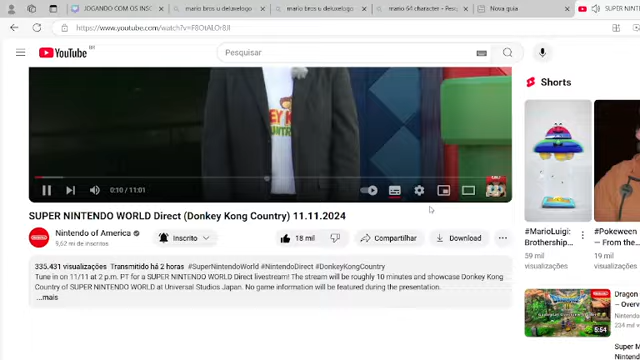 JOGANDO COM OS INSC
mario bros u deluxelogo
mario bros u deluxelogo
mario 64 character - Pesq
Nova guia
SUPER NINTEN
https://www.youtube.com/watch?v=
YouTube BR
Pesquisar
Shorts
0:10 / 11:01
SUPER NINTENDO WORLD Direct (Donkey Kong Country) 11.11.2024
Nintendo of America
9,62 mi de inscritos
Inscrito
18 mil
Compartilhar
Download
335.431 visualizações Transmitido há 2 horas #SuperNintendoWorld #NintendoDirect #DonkeyKongCountry
Tune in on 11/11 at 2 p.m. PT for a SUPER NINTENDO WORLD Direct livestream! The stream will be roughly 10 minutes and showcase Donkey Kong
Country of SUPER NINTENDO WORLD at Universal Studios Japan. No game information will be featured during the presentation.
...mais
#MarioLuigi:
Brothership...
59 mil
visualizações
#Pokeween
— From the...
19 mil
visualizações
5:54
Dragon
– Overv
Nintendo
234 mil v
Super M